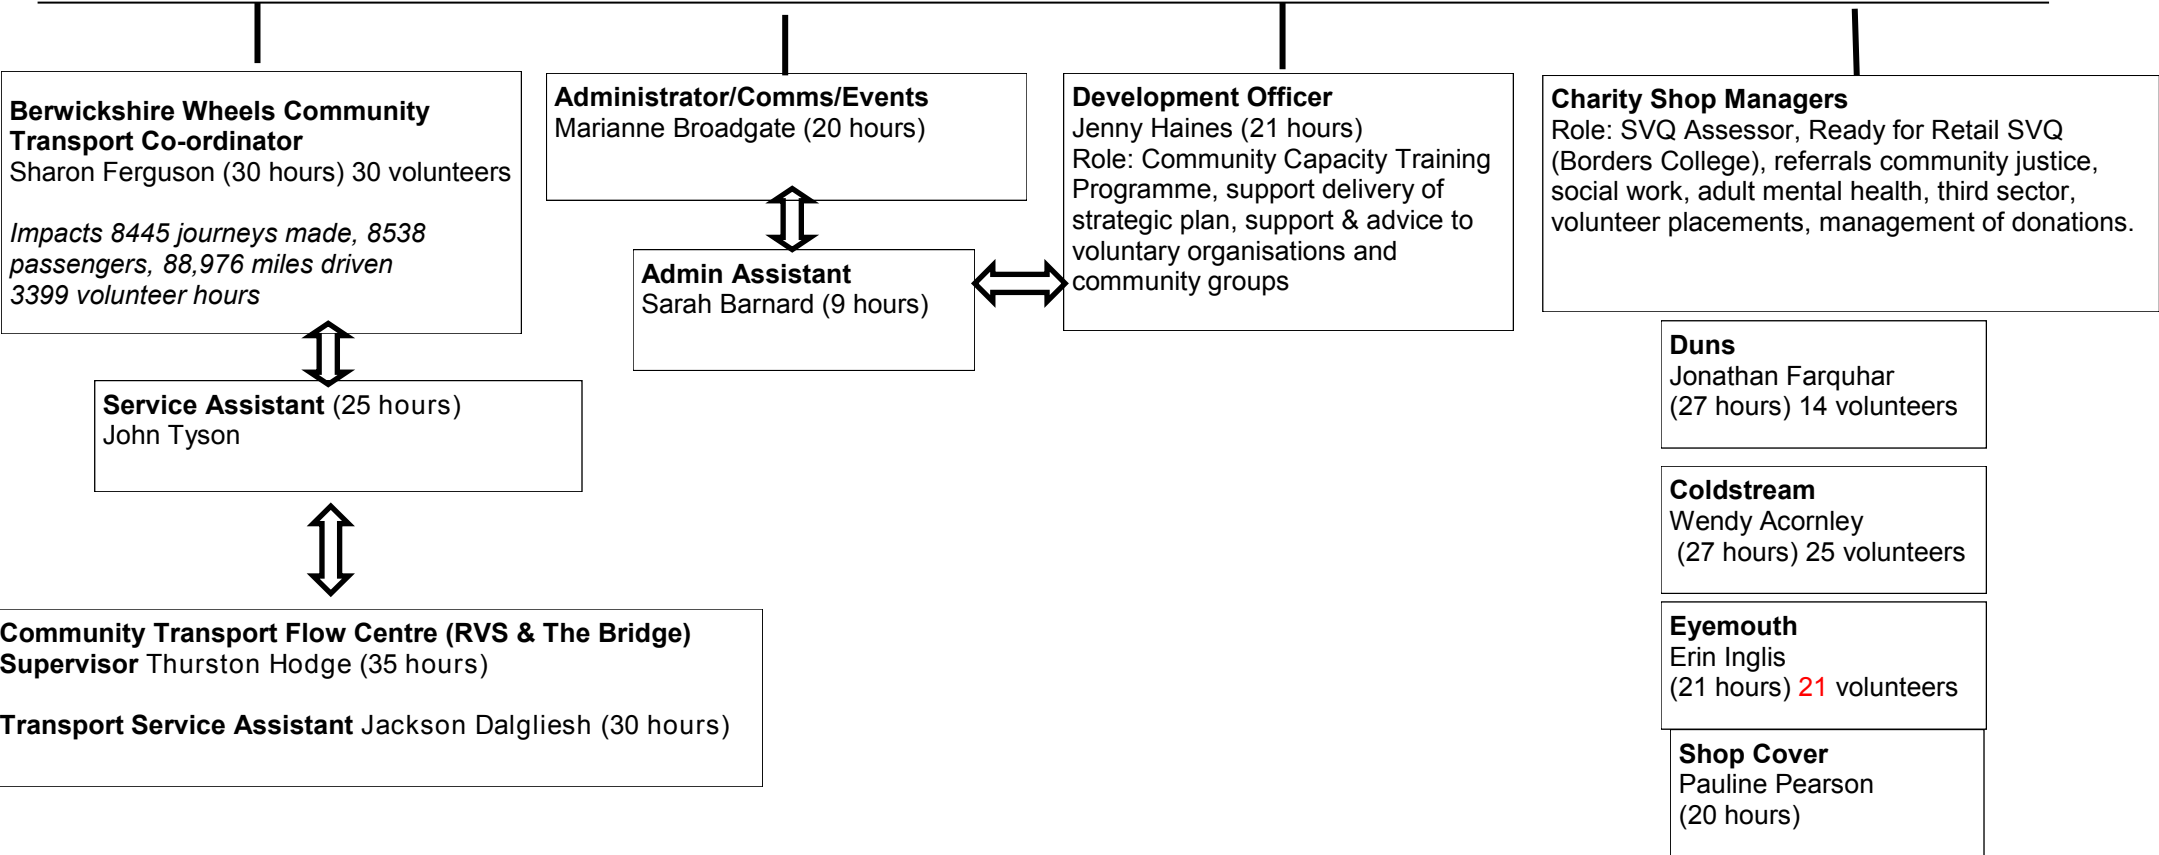 Berwickshire Wheels Community
Transport Co-ordinator
Sharon Ferguson (30 hours) 30 volunteers
Impacts 8445 journeys made, 8538
passengers, 88,976 miles driven
3399 volunteer hours
Service Assistant (25 hours)
John Tyson
Community Transport Flow Centre (RVS & The Bridge)
Supervisor Thurston Hodge (35 hours)
Transport Service Assistant Jackson Dalgliesh (30 hours)
Administrator/Comms/Events
Marianne Broadgate (20 hours)
Admin Assistant
Sarah Barnard (9 hours)
Development Officer
Jenny Haines (21 hours)
Role: Community Capacity Training
Programme, support delivery of
strategic plan, support & advice to
voluntary organisations and
community groups
Charity Shop Managers
Role: SVQ Assessor, Ready for Retail SVQ
(Borders College), referrals community justice,
social work, adult mental health, third sector,
volunteer placements, management of donations.
Duns
Jonathan Farquhar
(27 hours) 14 volunteers
Coldstream
Wendy Acornley
(27 hours) 25 volunteers
Eyemouth
Erin Inglis
(21 hours) 21 volunteers
Shop Cover
Pauline Pearson
(20 hours)